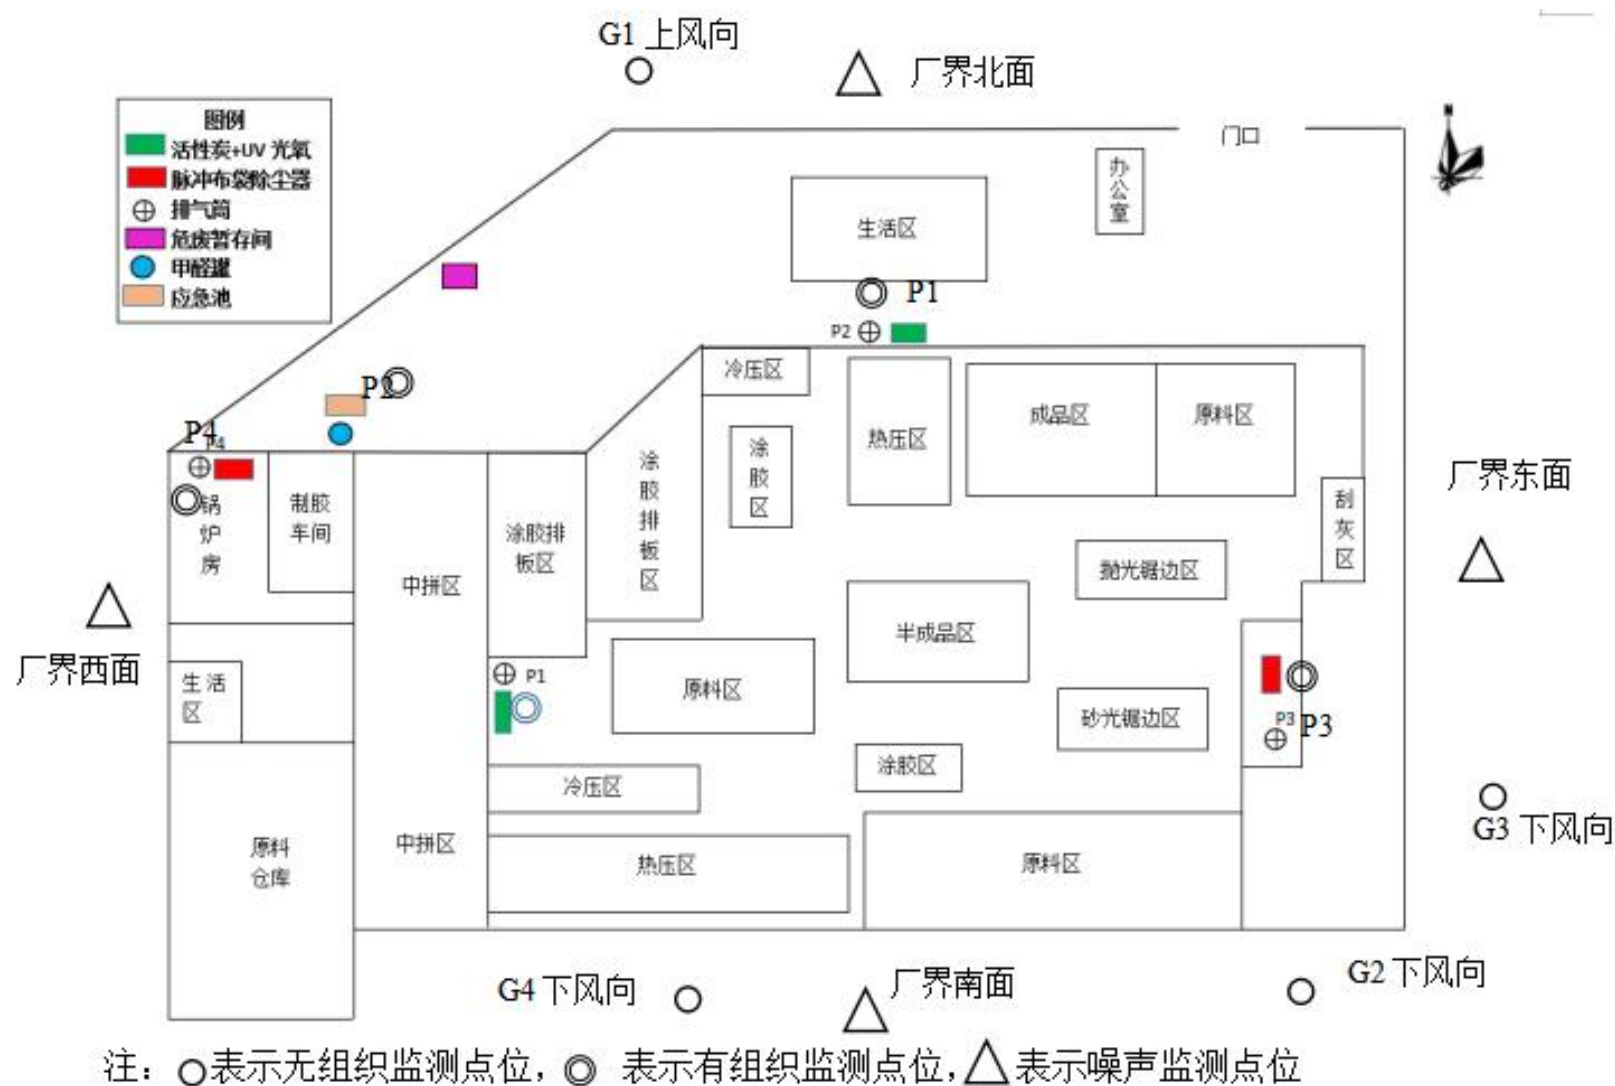 G1 上风向
厂界北面
图例
活性炭+UV 光氧
脉冲布袋除尘器
排气筒
危废暂存间
甲醛罐
应急池
N
门口
办公室
生活区
P1
P2
冷压区
热压区
成品区
原料区
P2
P4
P4
锅炉房
制胶
车间
中拼区
涂胶排
板区
涂胶排板区
涂胶区
刮灰区
厂界东面
抛光锯边区
半成品区
厂界西面
生活
区
P1
原料区
砂光锯边区
P3
P3
涂胶区
冷压区
G3 下风向
原料
仓库
中拼区
热压区
原料区
G4 下风向
厂界南面
G2 下风向
注：○表示无组织监测点位，◎ 表示有组织监测点位，△表示噪声监测点位